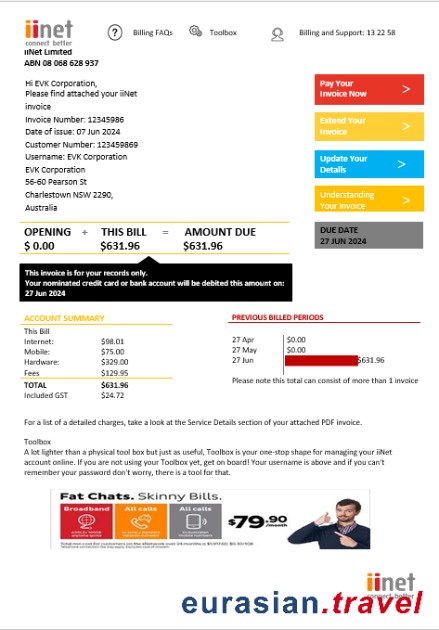 iinet
connect better
Billing FAQs
Toolbox
Billing and Support: 13 22 58
iiNet Limited
ABN 08 068 628 937
Hi EVK Corporation,
Please find attached your iiNet
invoice
Invoice Number: 12345986
Date of issue: 07 Jun 2024
Customer Number: 123459869
Username: EVK Corporation
EVK Corporation
56-60 Pearson St
Charlestown NSW 2290,
Australia
Pay Your
Invoice Now >
Extend Your
Invoice >
Update Your
Details >
Understanding
Your Invoice >
OPENING + THIS BILL = AMOUNT DUE
$ 0.00 $631.96 $631.96
DUE DATE
27 JUN 2024
This invoice is for your records only.
Your nominated credit card or bank account will be debited this amount on:
27 Jun 2024
ACCOUNT SUMMARY
This Bill
Internet: $98.01
Mobile: $75.00
Hardware: $329.00
Fees $129.95
TOTAL $631.96
Included GST $24.72
PREVIOUS BILLED PERIODS
27 Apr $0.00
27 May $0.00
27 Jun $631.96
Please note this total can consist of more than 1 invoice
For a list of a detailed charges, take a look at the Service Details section of your attached PDF invoice.
Toolbox
A lot lighter than a physical tool box but just as useful, Toolbox is your one-stop shape for managing your iiNet
account online. If you are not using your Toolbox yet, get on board! Your username is above and if you can't
remember your password don't worry, there is a tool for that.
Fat Chats. Skinny Bills.
Broadband
All calls
All calls
$79.90
/month
iinet
connect better
eurasian.travel